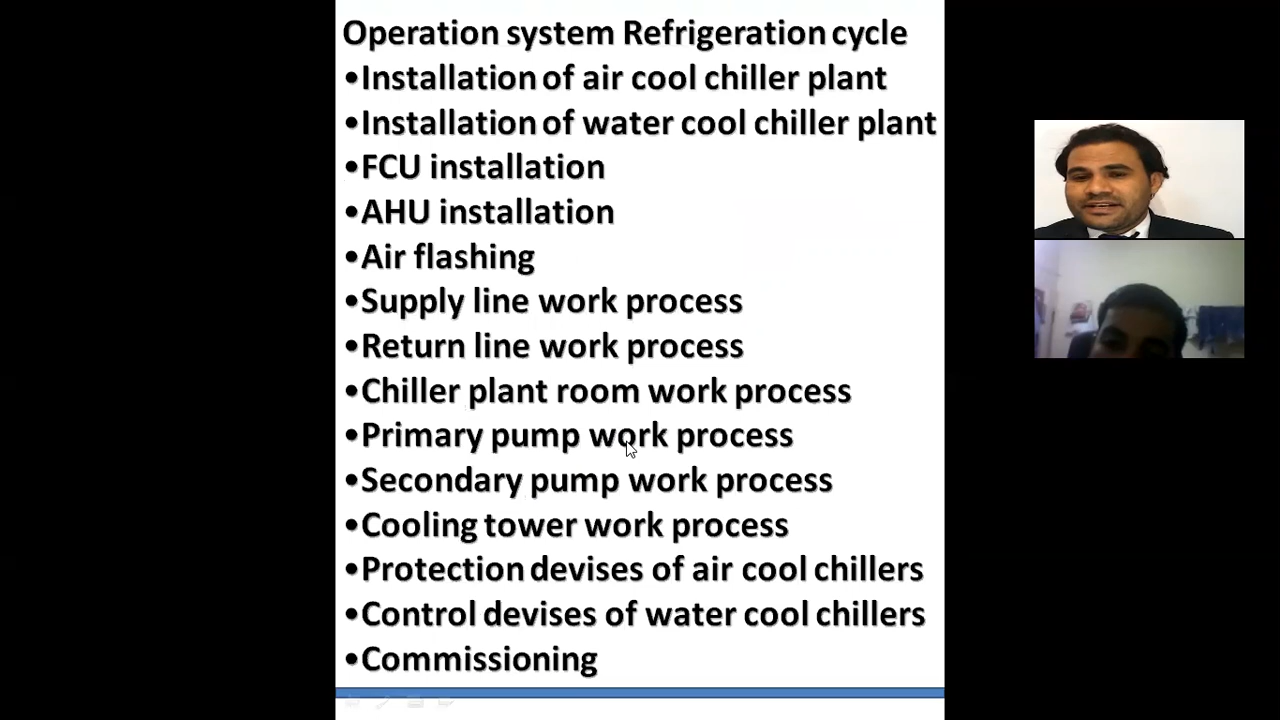 Operation system Refrigeration cycle
•Installation of air cool chiller plant
•Installation of water cool chiller plant
•FCU installation
•AHU installation
•Air flashing
•Supply line work process
•Return line work process
•Chiller plant room work process
•Primary pump work process
•Secondary pump work process
•Cooling tower work process
•Protection devises of air cool chillers
•Control devises of water cool chillers
•Commissioning